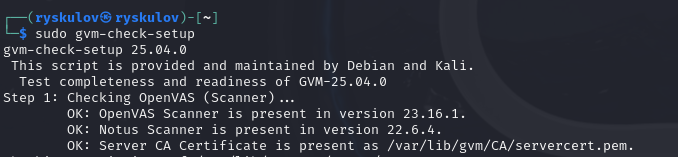 ┌──(ryskulov㉿ryskulov)-[~]
└─$ sudo gvm-check-setup
gvm-check-setup 25.04.0
This script is provided and maintained by Debian and Kali.
Test completeness and readiness of GVM-25.04.0
Step 1: Checking OpenVAS (Scanner)...
OK: OpenVAS Scanner is present in version 23.16.1.
OK: Notus Scanner is present in version 22.6.4.
OK: Server CA Certificate is present as /var/lib/gvm/CA/servercert.pem.